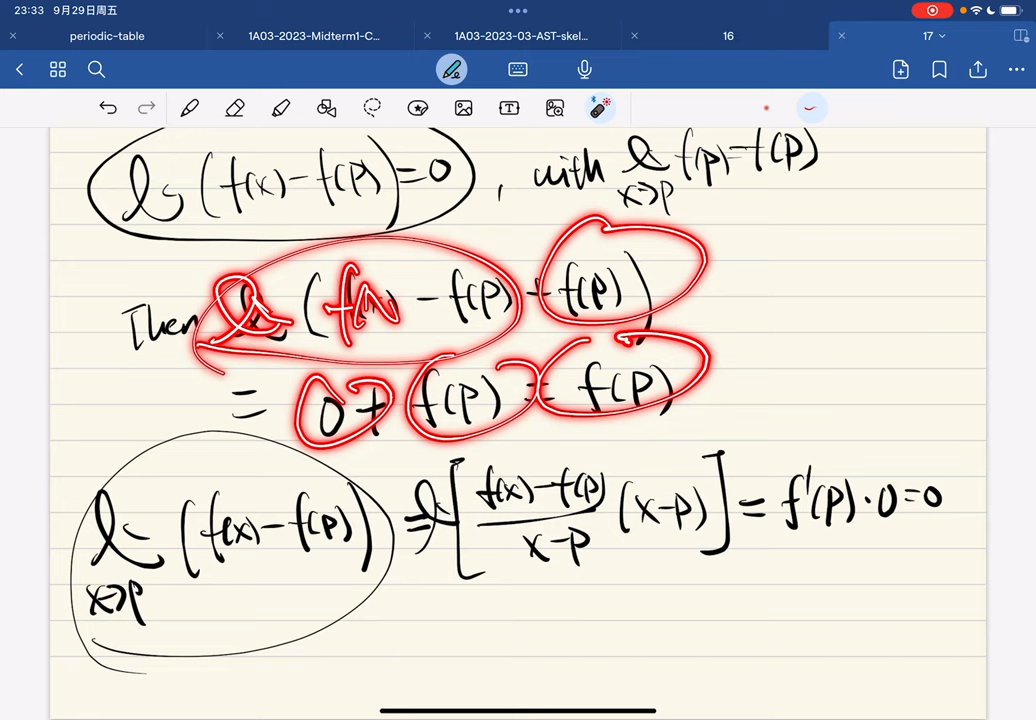 23:33 9月29日周五
periodic-table
1A03-2023-Midterm1-C...
1A03-2023-03-AST-skel...
16
17
lim (f(x) - f(p)) = 0 , with lim x→p f(p) = f(p)
Then lim (f(x) - f(p) + f(p))
= 0 + f(p) = f(p)
lim x→p (f(x) - f(p)) = lim [ f(x) - f(p) / x - p (x - p) ] = f'(p) · 0 = 0